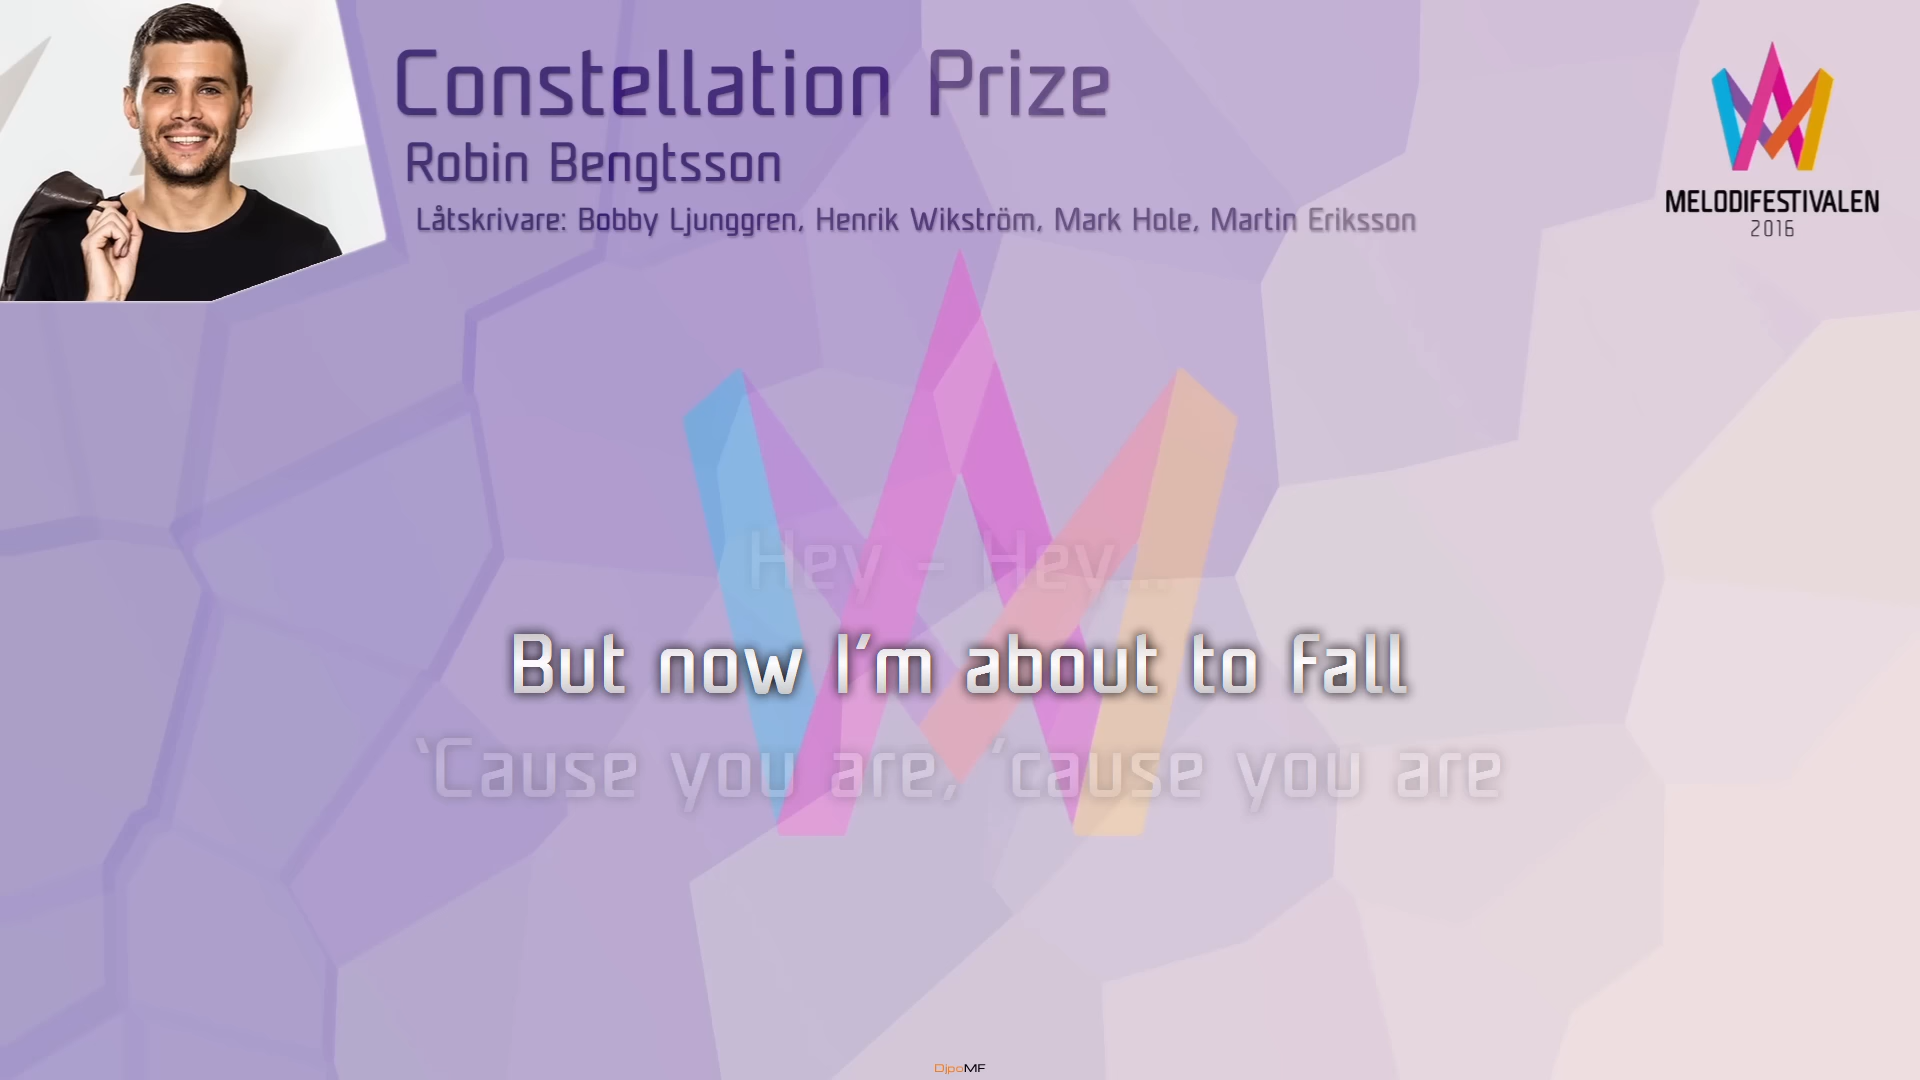 Constellation Prize
Robin Bengtsson
Låtskrivare: Bobby Ljunggren, Henrik Wikström, Mark Hole, Martin Eriksson
MELODIFESTIVALEN
2016
Hey - Hey...
But now I'm about to fall
'Cause you are, 'cause you are
DjpoMF